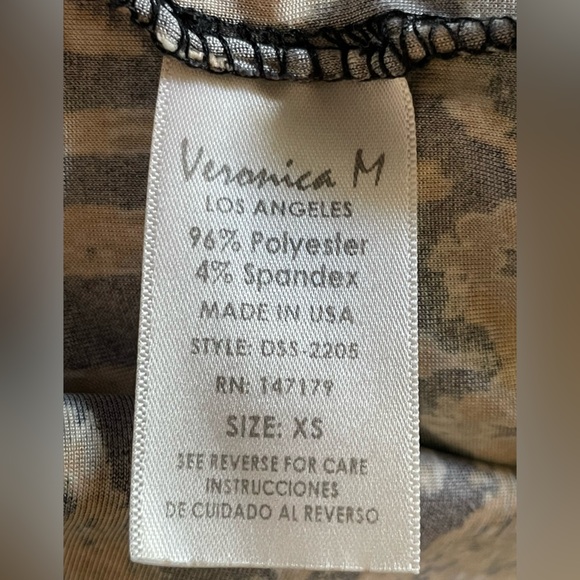 Veronica M
LOS ANGELES
96% Polyester
4% Spandex
MADE IN USA
STYLE: DSS-2205
RN: 147179
SIZE: XS
SEE REVERSE FOR CARE
INSTRUCCIONES
DE CUIDADO AL REVERSO